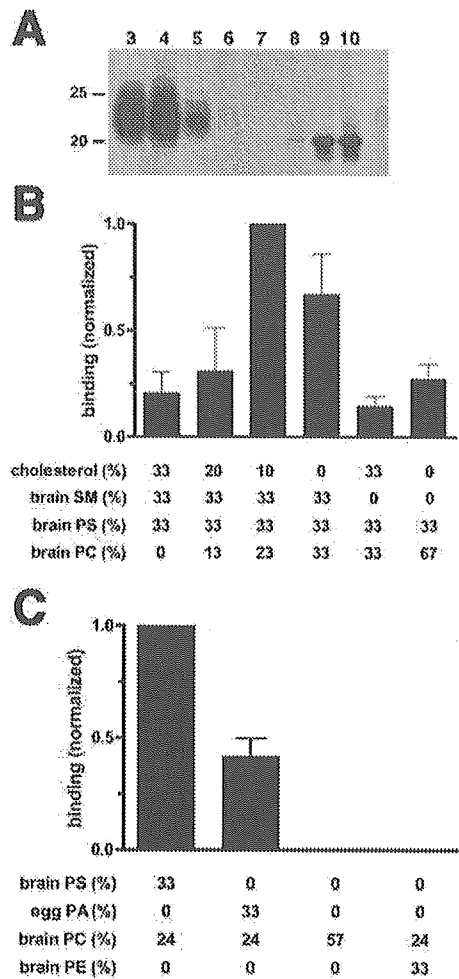 A
3 4 5 6 7 8 9 10
25
20
B
binding (normalized)
1.0
0.5
0.0
cholesterol (%) 33 20 10 0 33 0
brain SM (%) 33 33 33 33 0 0
brain PS (%) 33 33 33 33 33 33
brain PC (%) 0 13 23 33 33 67
C
binding (normalized)
1.0
0.5
0.0
brain PS (%) 33 0 0 0
egg PA (%) 0 33 0 0
brain PC (%) 24 24 57 24
brain PE (%) 0 0 0 33